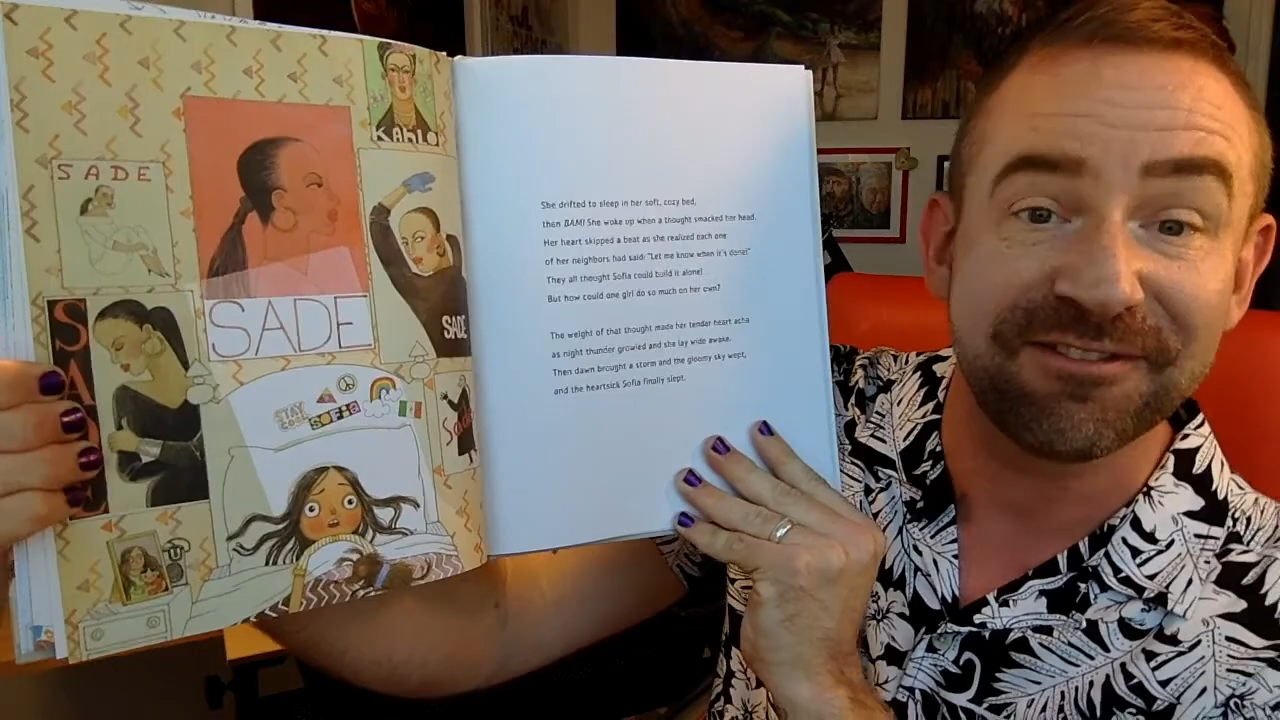 KAHLO
SADE
SADE
SADE
SADE
Sade
STAY
COOL
SOFIA
She drifted to sleep in her soft, cozy bed,
then BAM! She woke up when a thought smacked her head.
Her heart skipped a beat as she realized each one
of her neighbors had said: "Let me know when it's done!"
They all thought Sofia could build it alone!
But how could one girl do so much on her own?
The weight of that thought made her tender heart ache
as night thunder growled and she lay wide awake.
Then dawn brought a storm and the gloomy sky wept,
and the heartsick Sofia finally slept.